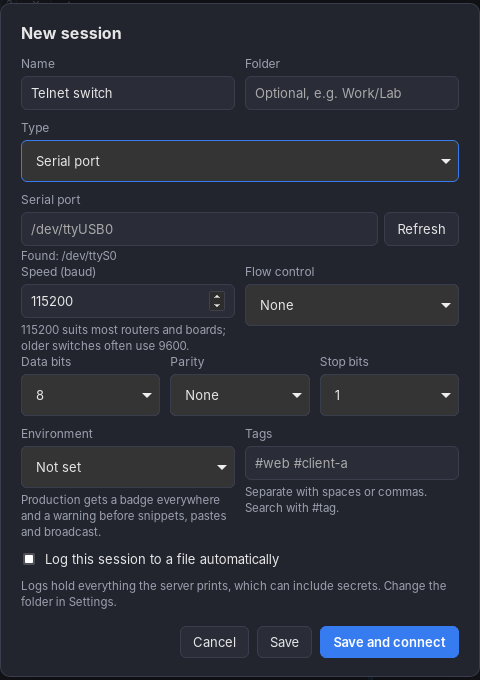 New session
Name
Folder
Telnet switch
Optional, e.g. Work/Lab
Type
Serial port
Serial port
/dev/ttyUSB0
Refresh
Found: /dev/ttyS0
Speed (baud)
Flow control
115200
None
115200 suits most routers and boards;
older switches often use 9600.
Data bits
Parity
Stop bits
8
None
1
Environment
Tags
Not set
#web #client-a
Production gets a badge everywhere
and a warning before snippets, pastes
and broadcast.
Separate with spaces or commas.
Search with #tag.
Log this session to a file automatically
Logs hold everything the server prints, which can include secrets. Change the
folder in Settings.
Cancel
Save
Save and connect